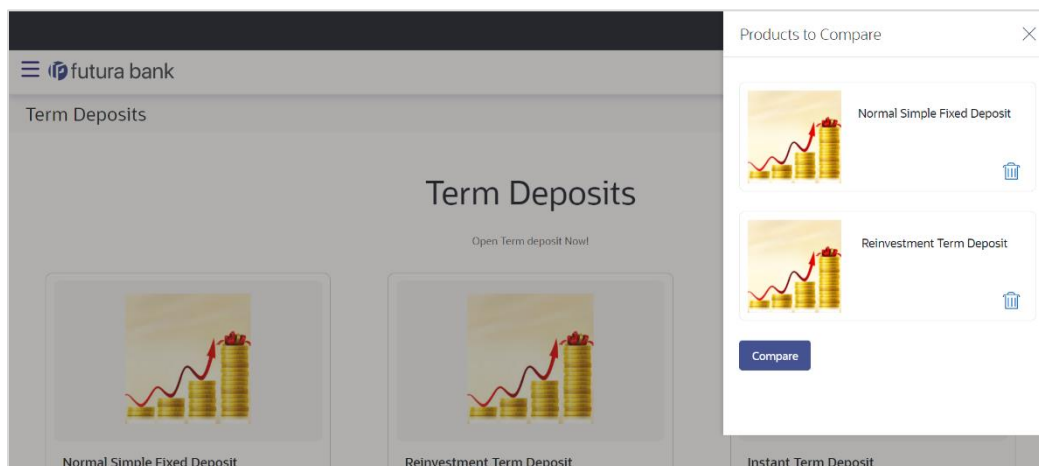 Products to Compare
futura bank
Term Deposits
Normal Simple Fixed Deposit
Term Deposits
Open Term deposit Now!
Reinvestment Term Deposit
Compare
Normal Simple Fixed Deposit
Reinvestment Term Deposit
Instant Term Deposit